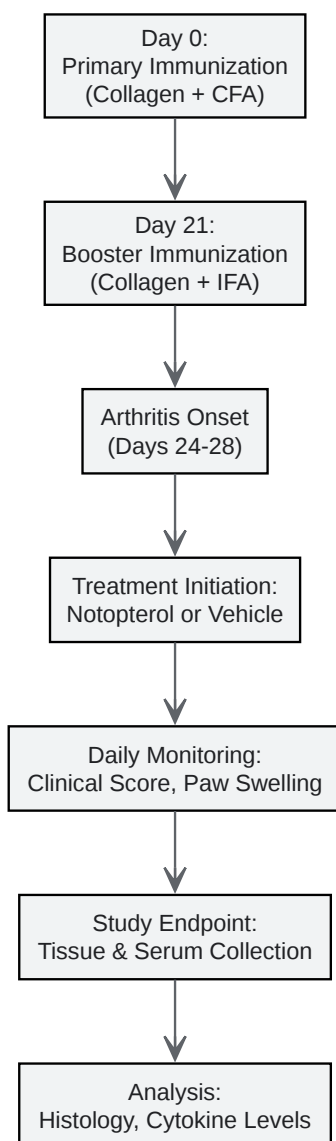 Day 0:
Primary Immunization
(Collagen + CFA)
Day 21:
Booster Immunization
(Collagen + IFA)
Arthritis Onset
(Days 24-28)
Treatment Initiation:
Notopterol or Vehicle
Daily Monitoring:
Clinical Score, Paw Swelling
Study Endpoint:
Tissue & Serum Collection
Analysis:
Histology, Cytokine Levels